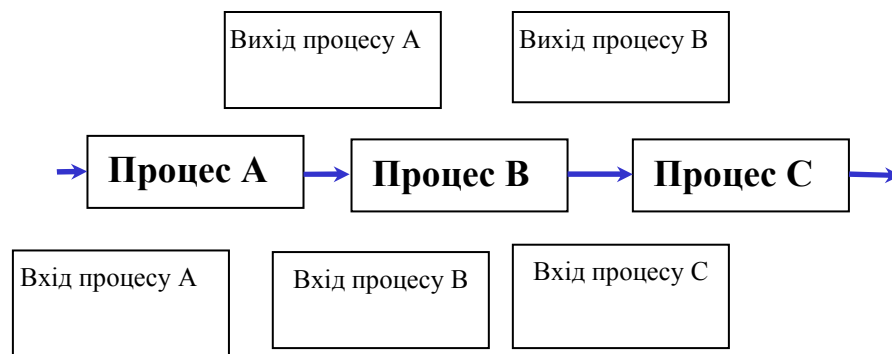 Вихід процесу А
Вихід процесу В
Процес А
Процес В
Процес С
Вхід процесу А
Вхід процесу В
Вхід процесу С